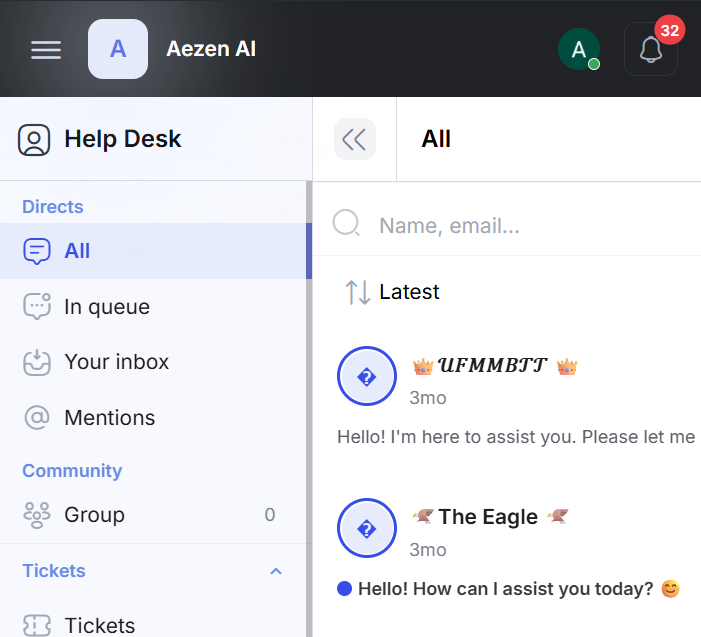 A Aezen AI A 32
Help Desk
All
Directs
All
In queue
Your inbox
Mentions
Community
Group 0
Tickets
Tickets
Name, email...
Latest
� 👑𝓤𝓕𝓜𝓜𝓑𝓣𝓣 👑
3mo
Hello! I'm here to assist you. Please let me
� 🦅The Eagle 🦅
3mo
Hello! How can I assist you today? 😊